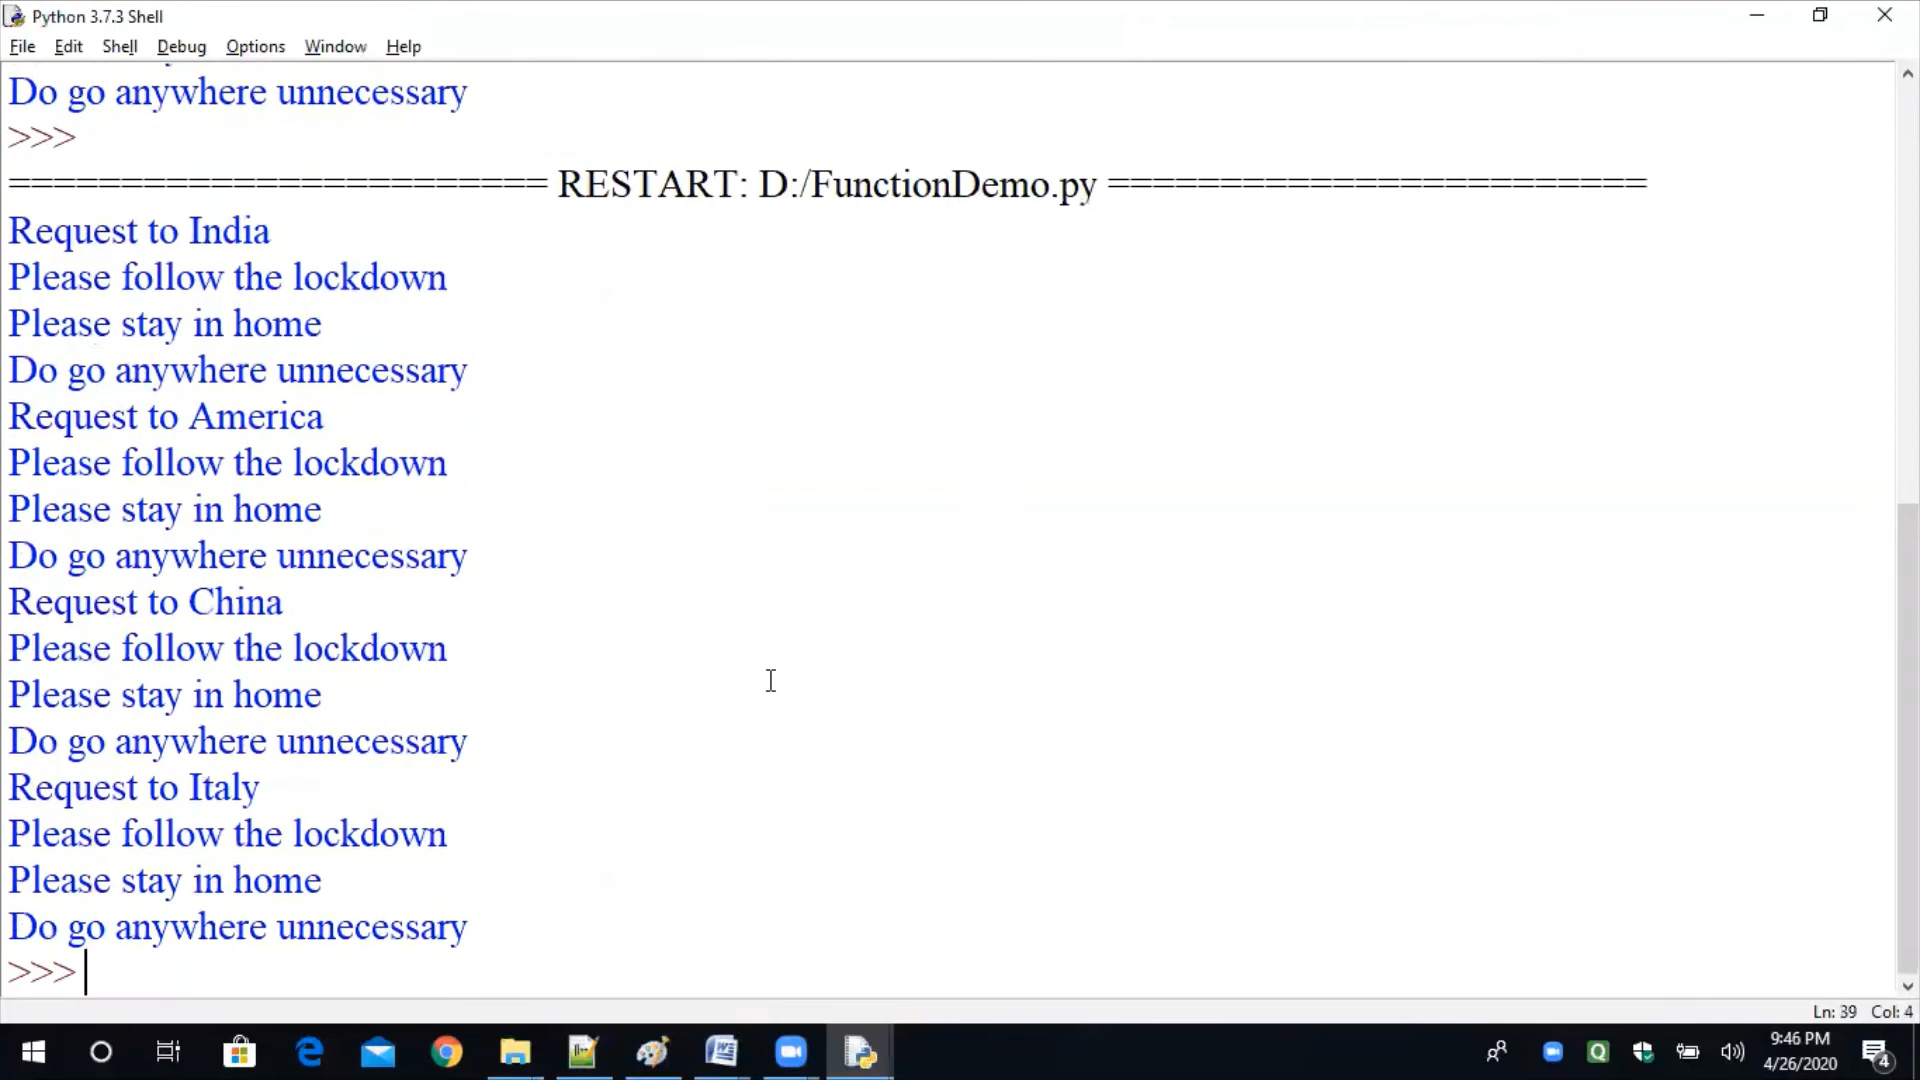 Python 3.7.3 Shell
File Edit Shell Debug Options Window Help
Do go anywhere unnecessary
>>>
======================== RESTART: D:/FunctionDemo.py ========================
Request to India
Please follow the lockdown
Please stay in home
Do go anywhere unnecessary
Request to America
Please follow the lockdown
Please stay in home
Do go anywhere unnecessary
Request to China
Please follow the lockdown
Please stay in home
Do go anywhere unnecessary
Request to Italy
Please follow the lockdown
Please stay in home
Do go anywhere unnecessary
>>>
Ln: 39 Col: 4
9:46 PM
4/26/2020
4